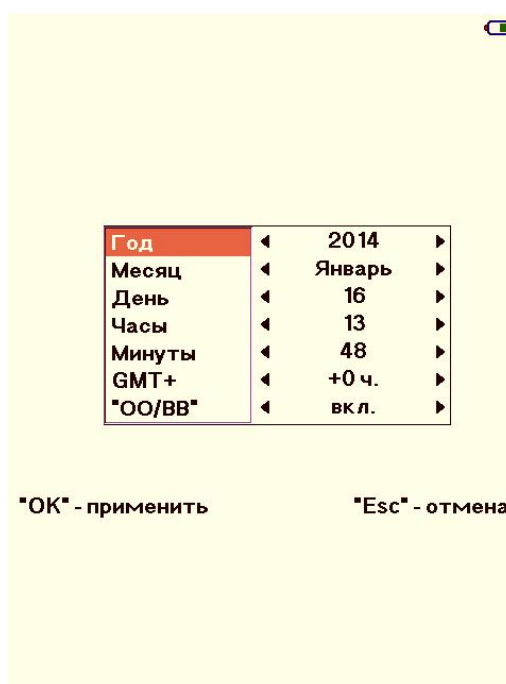 Год 2014
Месяц Январь
День 16
Часы 13
Минуты 48
GMT+ +0 ч.
"ОО/ВВ" вкл.
"OK" - применить "Esc" - отмена